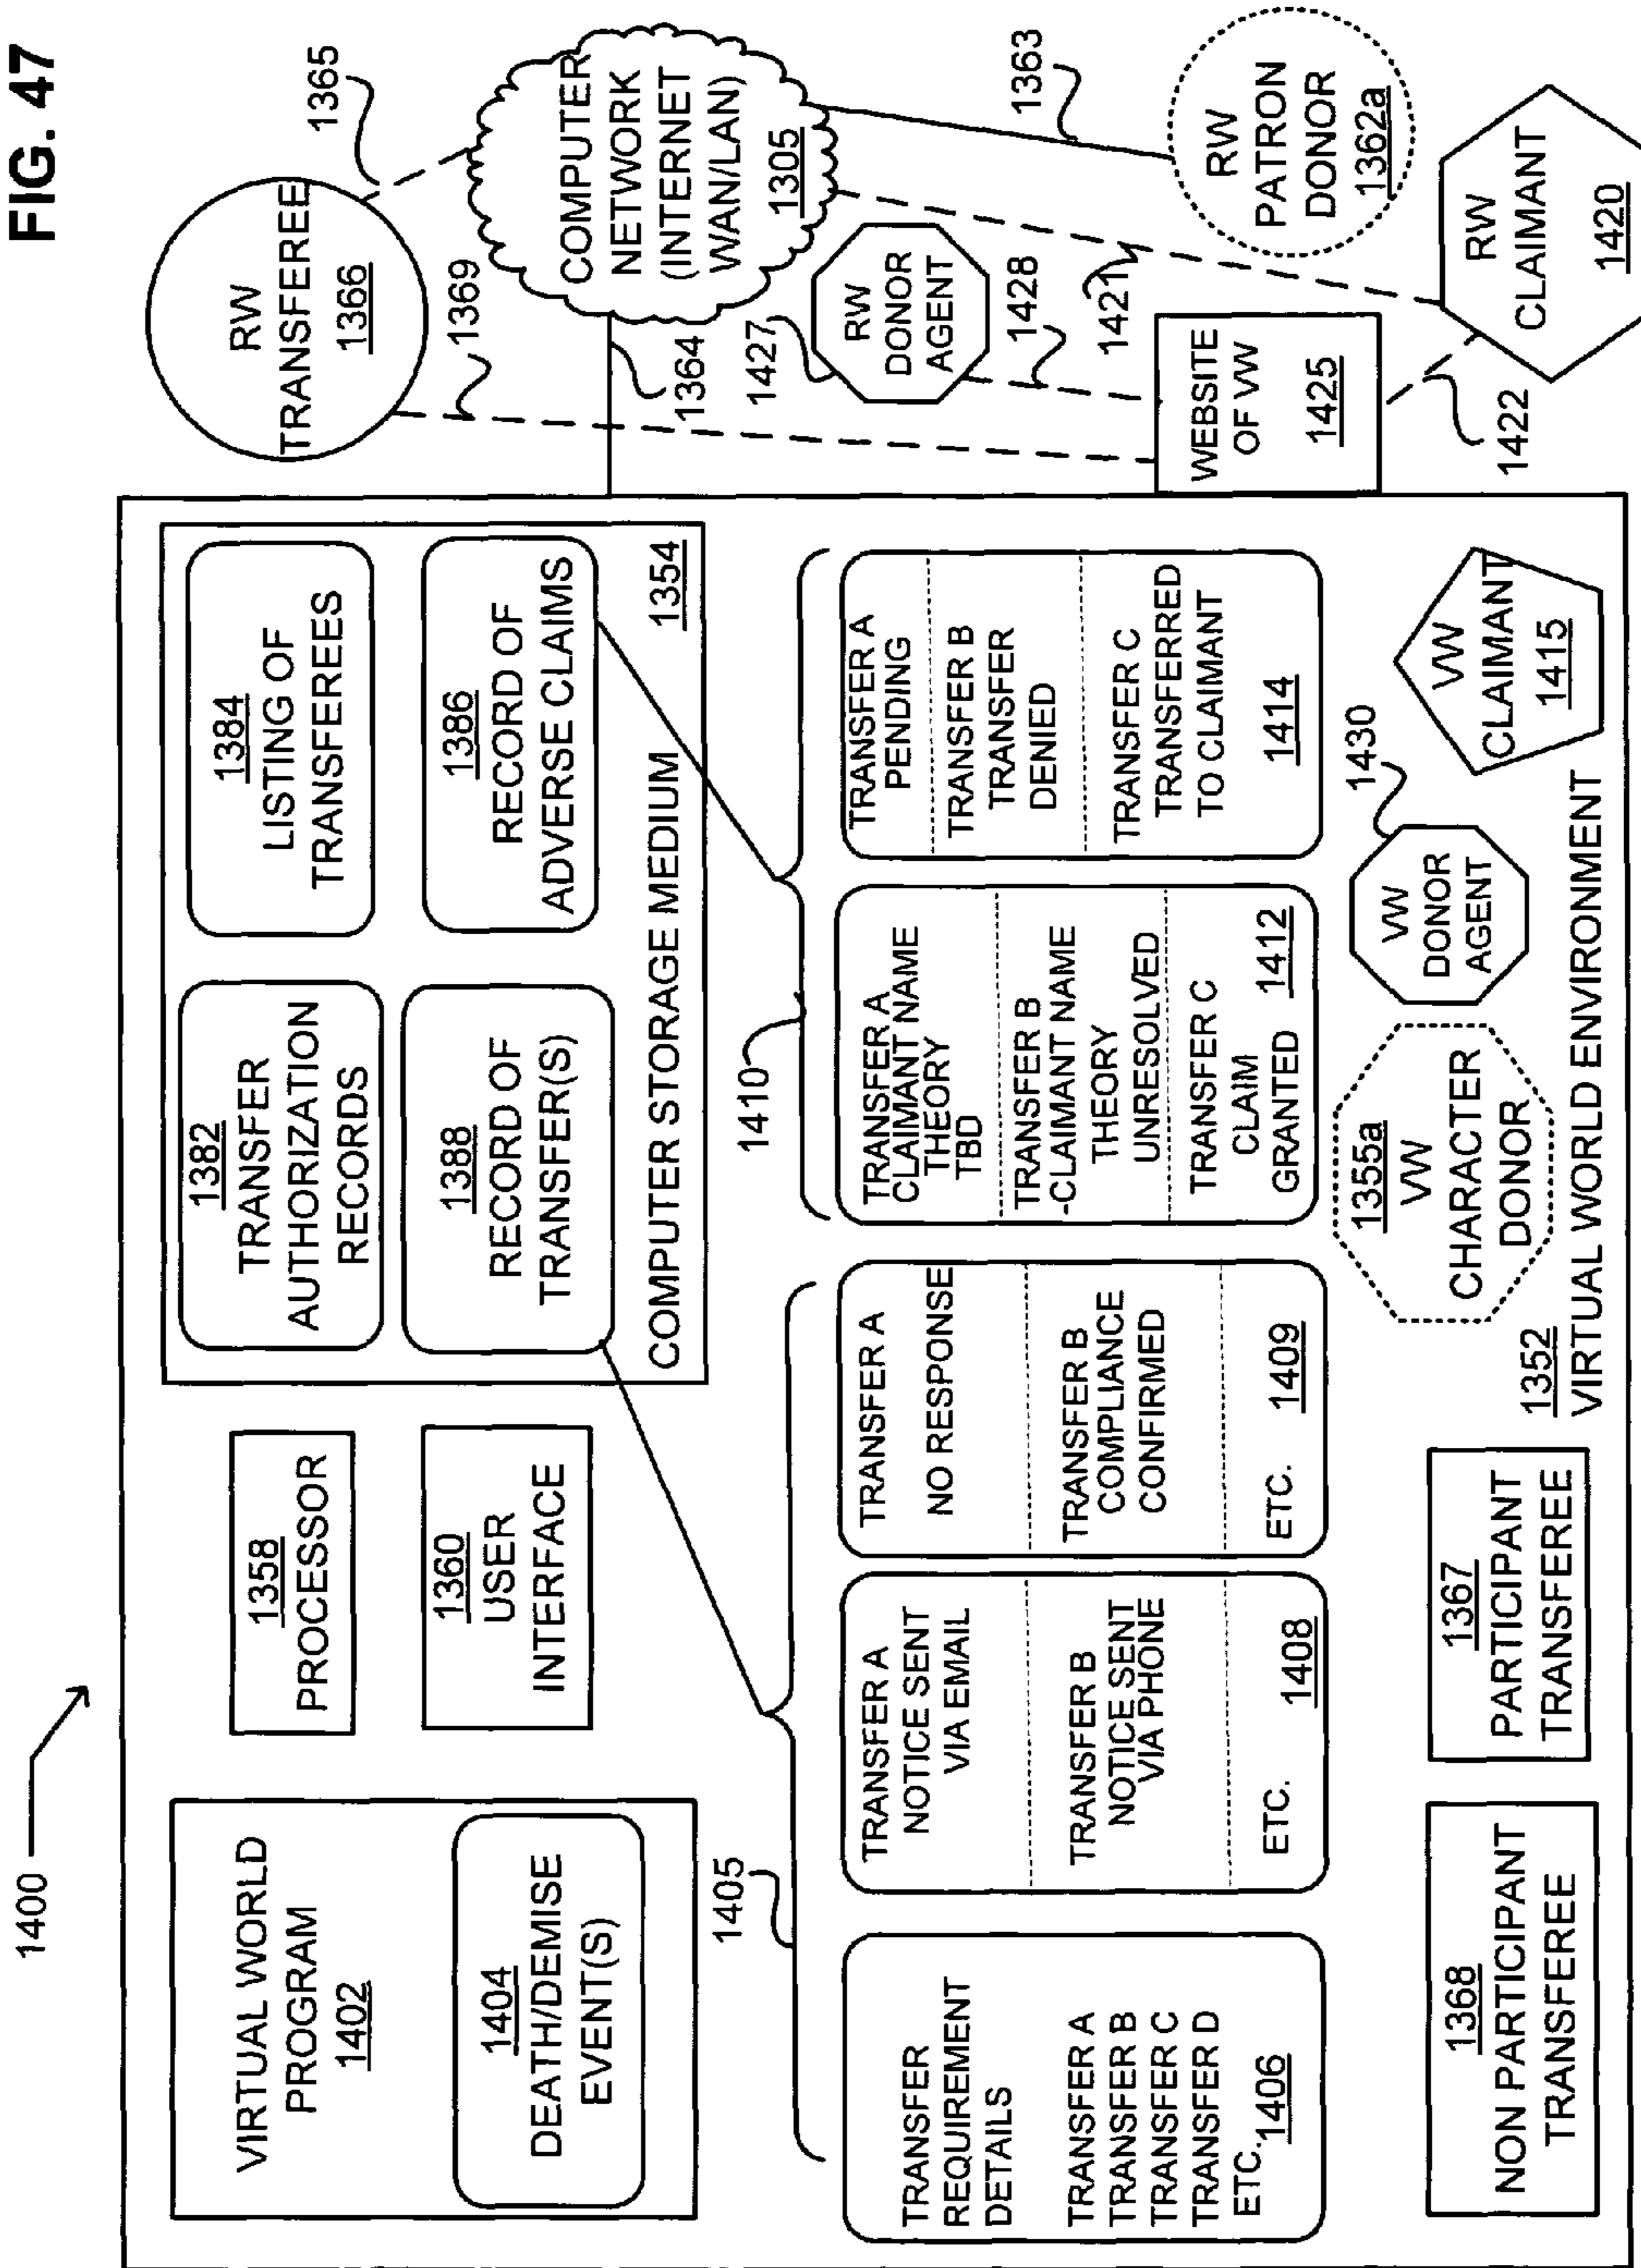 FIG. 47
1400
VIRTUAL WORLD
PROGRAM
1402
1404
DEATH/DEMISE
EVENT(S)
1358
PROCESSOR
1360
USER
INTERFACE
1382
TRANSFER
AUTHORIZATION
RECORDS
1384
LISTING OF
TRANSFEREES
1388
RECORD OF
TRANSFER(S)
1386
RECORD OF
ADVERSE CLAIMS
COMPUTER STORAGE MEDIUM
1354
1405
TRANSFER
REQUIREMENT
DETAILS
TRANSFER A
TRANSFER B
TRANSFER C
TRANSFER D
ETC.
1406
TRANSFER A
NOTICE SENT
VIA EMAIL
TRANSFER B
NOTICE SENT
VIA PHONE
ETC.
1408
TRANSFER A
NO RESPONSE
TRANSFER B
COMPLIANCE
CONFIRMED
ETC.
1409
1410
TRANSFER A
CLAIMANT NAME
THEORY
TBD
TRANSFER B
-CLAIMANT NAME
THEORY
UNRESOLVED
TRANSFER C
CLAIM
GRANTED
1412
TRANSFER A
PENDING
TRANSFER B
TRANSFER
DENIED
TRANSFER C
TRANSFERRED
TO CLAIMANT
1414
1368
NON PARTICIPANT
TRANSFEREE
1367
PARTICIPANT
TRANSFEREE
1352
VIRTUAL WORLD ENVIRONMENT
1355a
VW
CHARACTER
DONOR
VW
DONOR
AGENT
1430
VW
CLAIMANT
1415
RW
TRANSFEREE
1366
1365
1369
COMPUTER
NETWORK
(INTERNET
WAN/LAN)
1305
1364
1427
RW
DONOR
AGENT
1428
1421
1363
WEBSITE
OF VW
1425
1422
RW
PATRON
DONOR
1362a
RW
CLAIMANT
1420